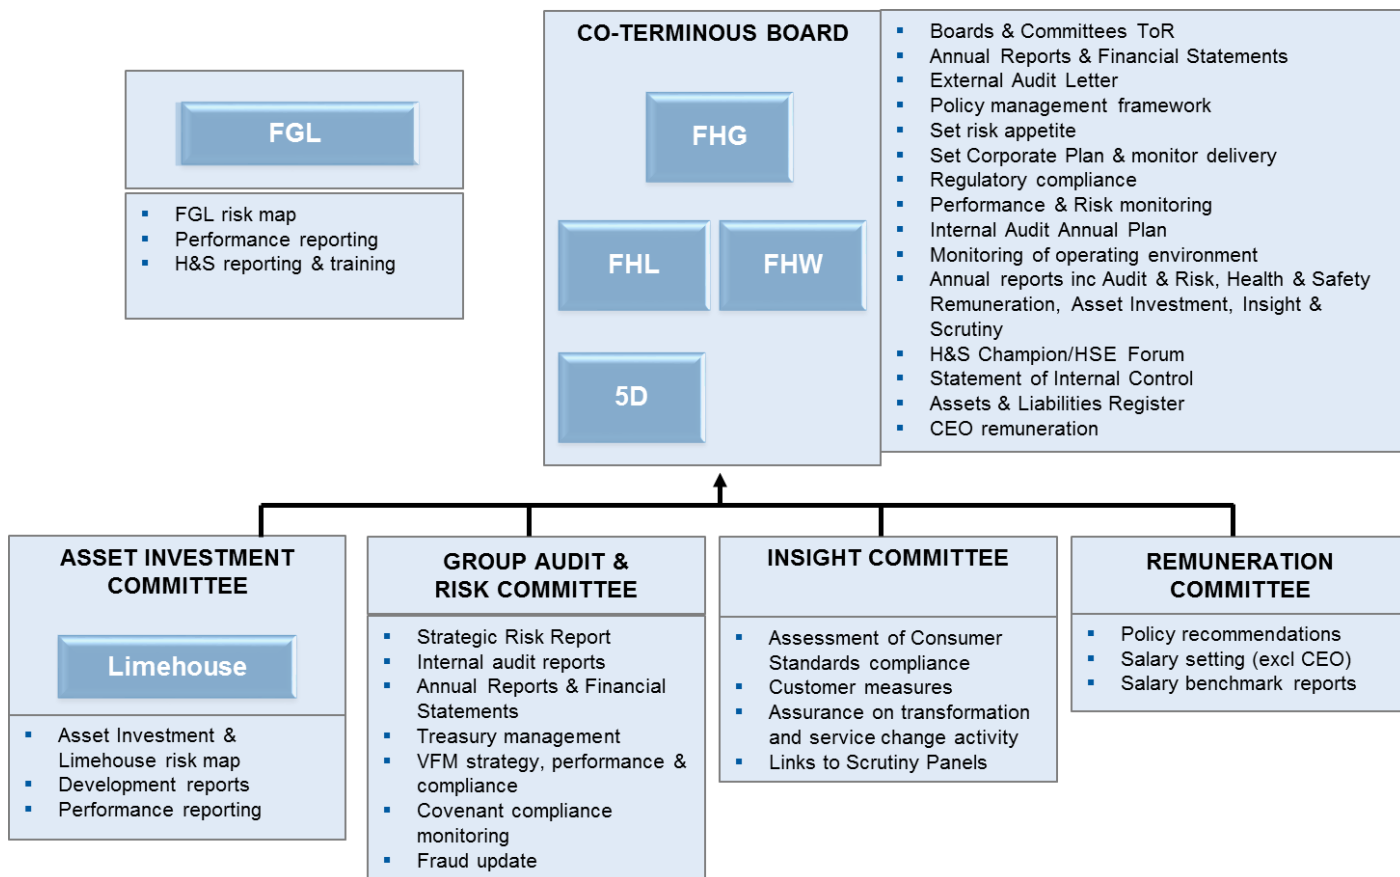 FGL
▪ FGL risk map
▪ Performance reporting
▪ H&S reporting & training
CO-TERMINOUS BOARD
FHG
FHL
FHW
5D
▪ Boards & Committees ToR
▪ Annual Reports & Financial Statements
▪ External Audit Letter
▪ Policy management framework
▪ Set risk appetite
▪ Set Corporate Plan & monitor delivery
▪ Regulatory compliance
▪ Performance & Risk monitoring
▪ Internal Audit Annual Plan
▪ Monitoring of operating environment
▪ Annual reports inc Audit & Risk, Health & Safety
Remuneration, Asset Investment, Insight &
Scrutiny
▪ H&S Champion/HSE Forum
▪ Statement of Internal Control
▪ Assets & Liabilities Register
▪ CEO remuneration
ASSET INVESTMENT
COMMITTEE
Limehouse
▪ Asset Investment &
Limehouse risk map
▪ Development reports
▪ Performance reporting
GROUP AUDIT &
RISK COMMITTEE
▪ Strategic Risk Report
▪ Internal audit reports
▪ Annual Reports & Financial
Statements
▪ Treasury management
▪ VFM strategy, performance &
compliance
▪ Covenant compliance
monitoring
▪ Fraud update
INSIGHT COMMITTEE
▪ Assessment of Consumer
Standards compliance
▪ Customer measures
▪ Assurance on transformation
and service change activity
▪ Links to Scrutiny Panels
REMUNERATION
COMMITTEE
▪ Policy recommendations
▪ Salary setting (excl CEO)
▪ Salary benchmark reports